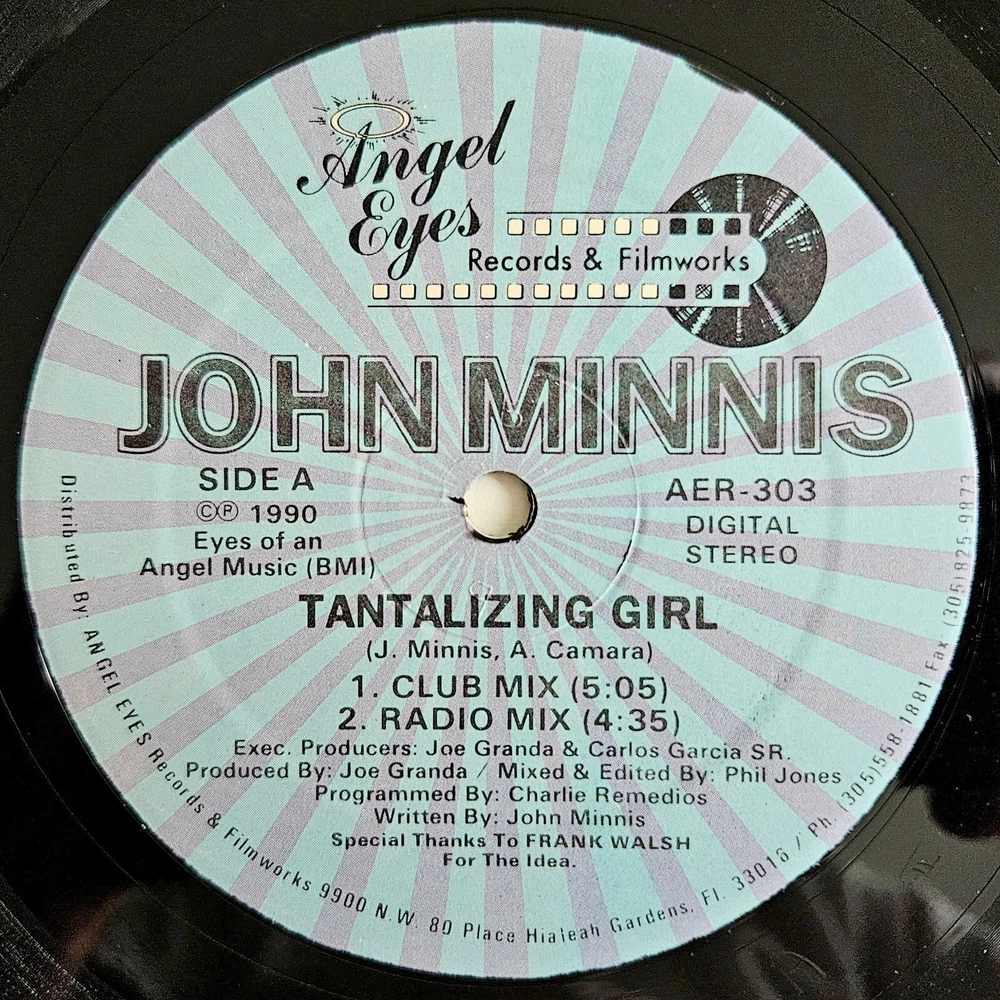 Angel
Eyes
Records & Filmworks
JOHN MINNIS
SIDE A
©℗ 1990
Eyes of an
Angel Music (BMI)
AER-303
DIGITAL
STEREO
TANTALIZING GIRL
(J. Minnis, A. Camara)
1. CLUB MIX (5:05)
2. RADIO MIX (4:35)
Exec. Producers: Joe Granda & Carlos Garcia SR.
Produced By: Joe Granda / Mixed & Edited By: Phil Jones
Programmed By: Charlie Remedios
Written By: John Minnis
Special Thanks To FRANK WALSH
For The Idea.
Distributed By: ANGEL EYES Records & Filmworks 9900 N.W. 80 Place Hialeah Gardens, Fl. 33016 / Ph. (305)558-1881 Fax: (305)825-9873